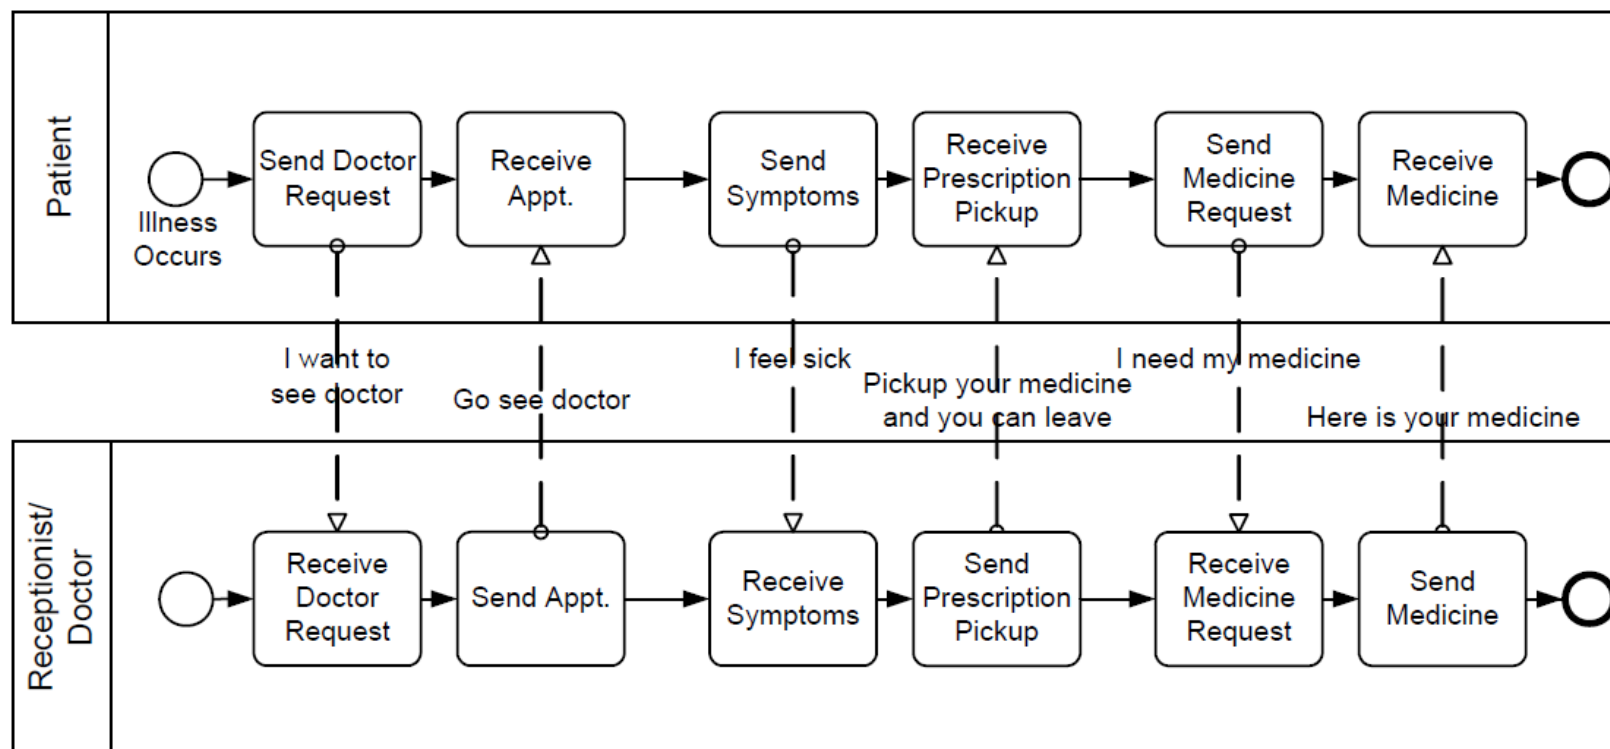 Patient
Illness
Occurs
Send Doctor
Request
Receive
Appt.
Send
Symptoms
Receive
Prescription
Pickup
Send
Medicine
Request
Receive
Medicine
I want to
see doctor
Go see doctor
I feel sick
Pickup your medicine
and you can leave
I need my medicine
Here is your medicine
Receptionist/
Doctor
Receive
Doctor
Request
Send Appt.
Receive
Symptoms
Send
Prescription
Pickup
Receive
Medicine
Request
Send
Medicine